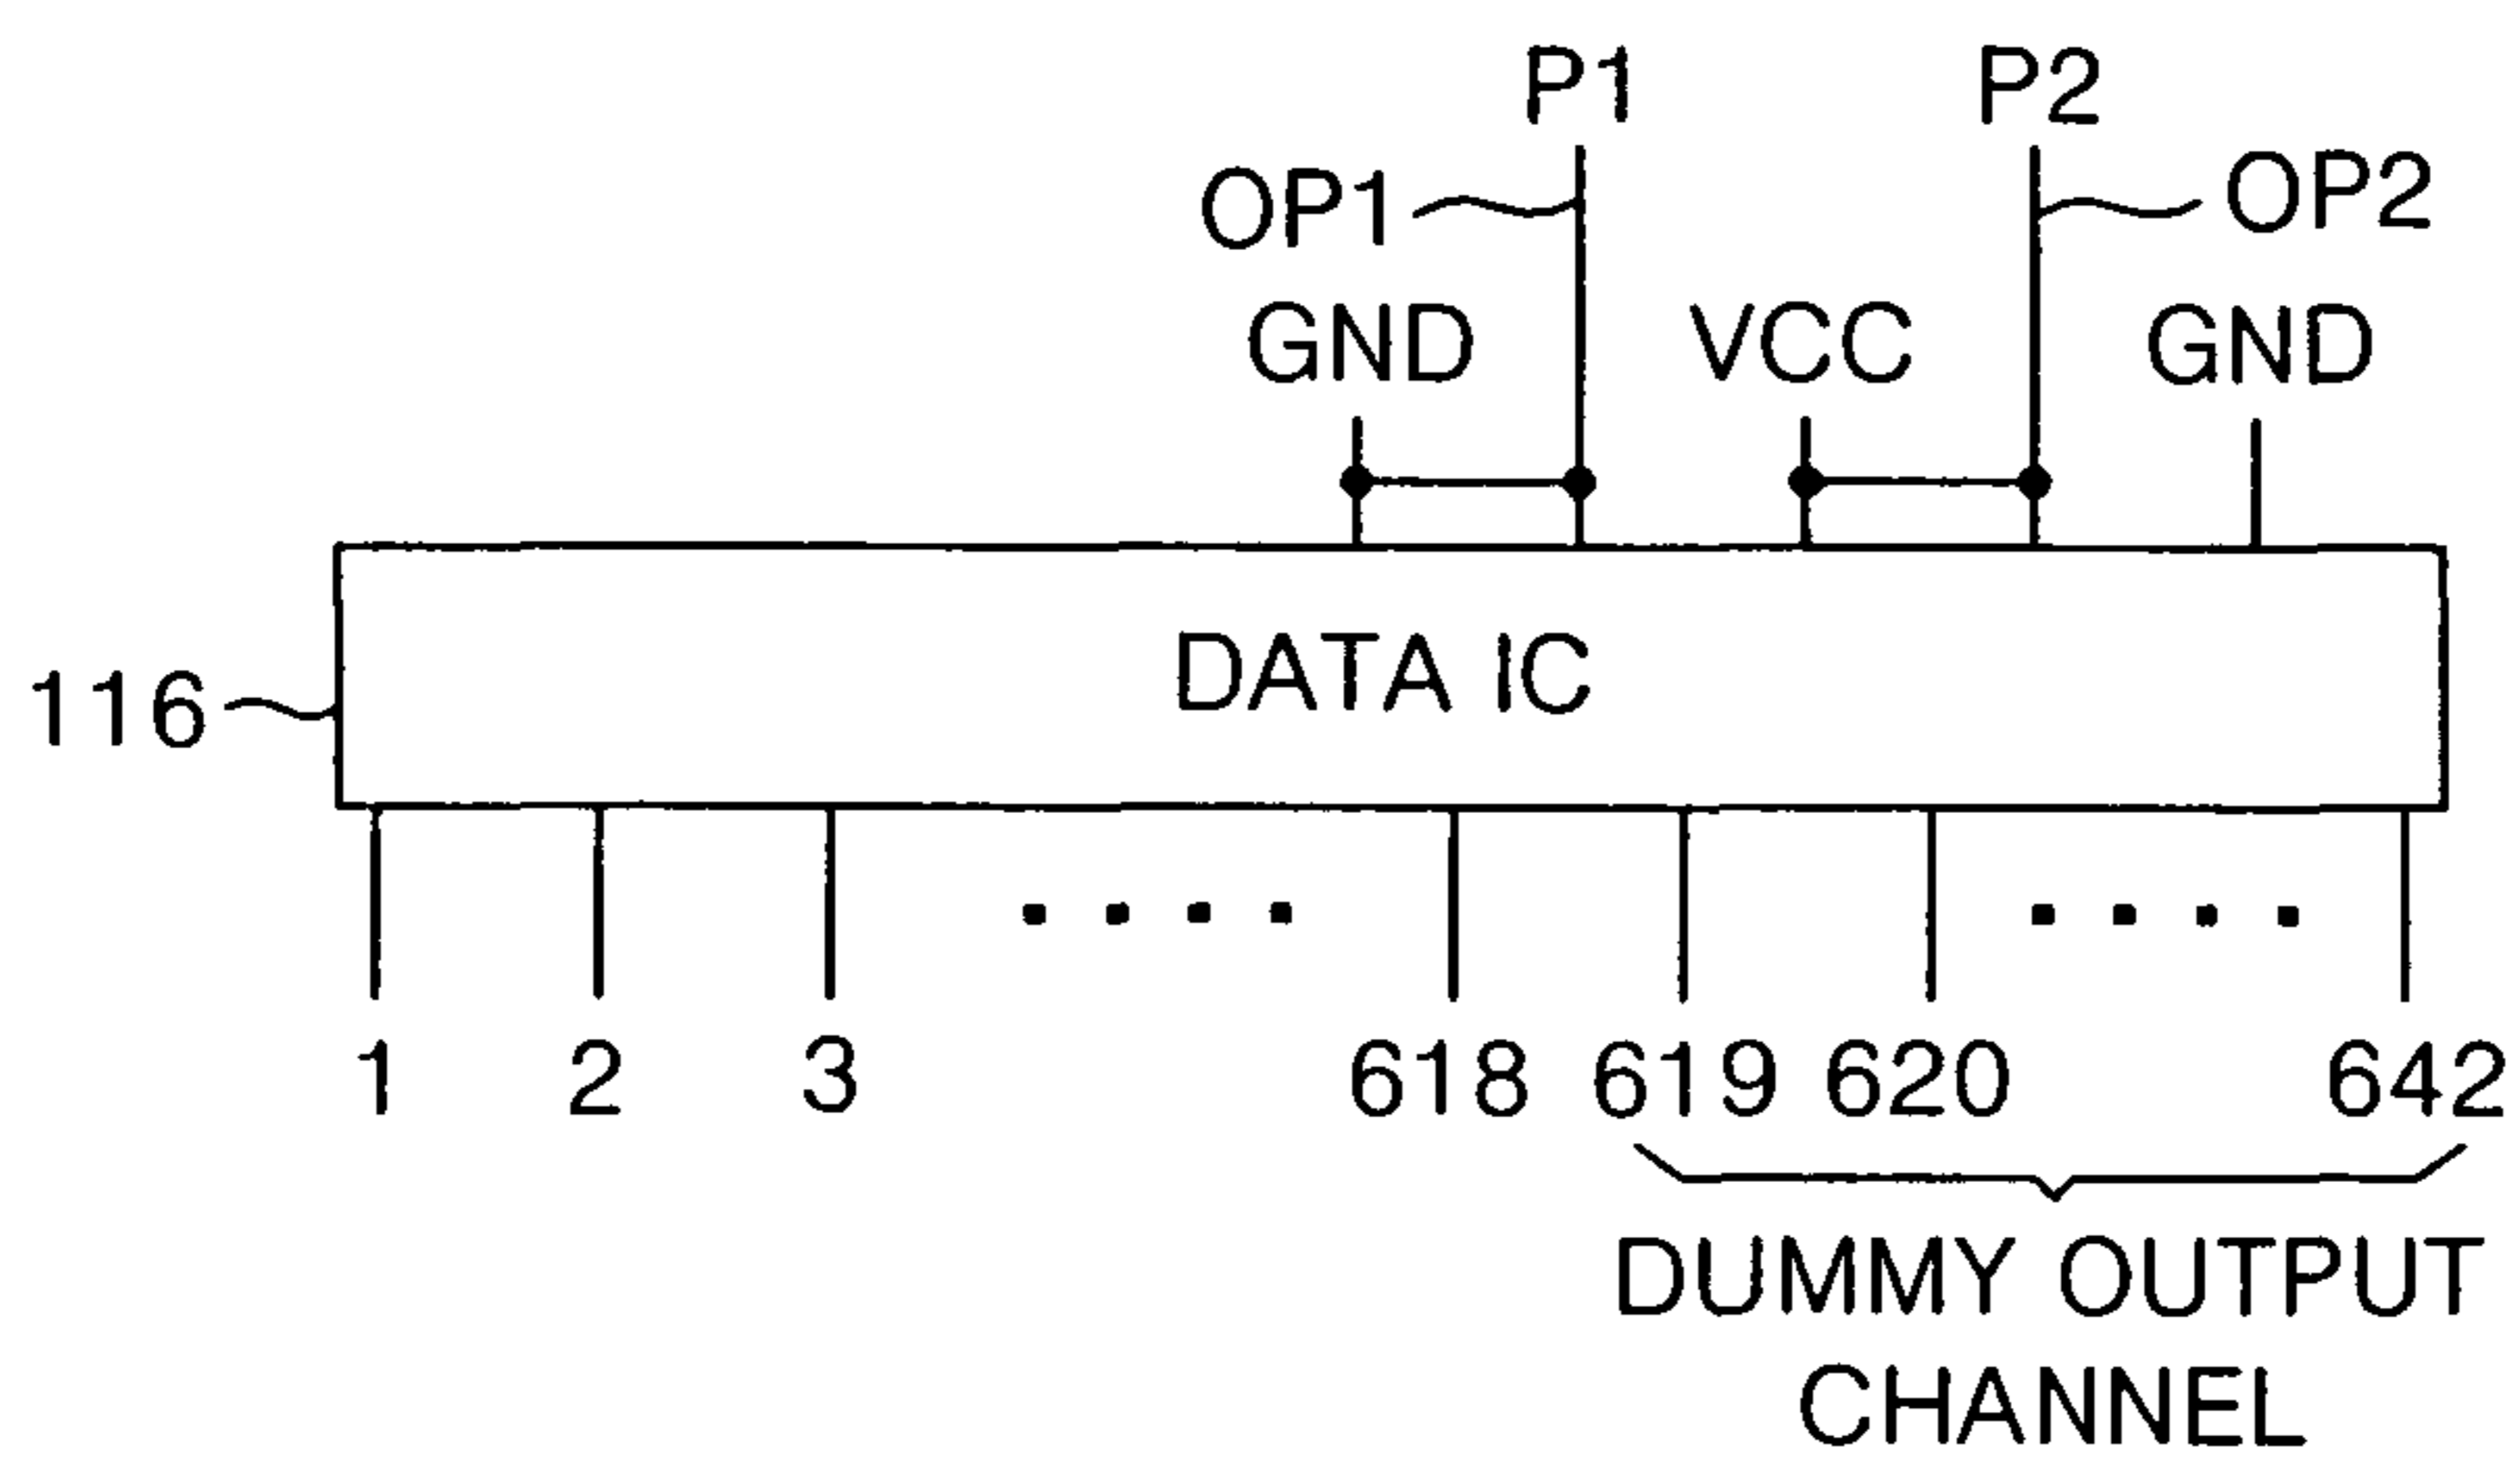 P1 P2
OP1 OP2
GND VCC GND
DATA IC
116
1 2 3 618 619 620 642
DUMMY OUTPUT
CHANNEL